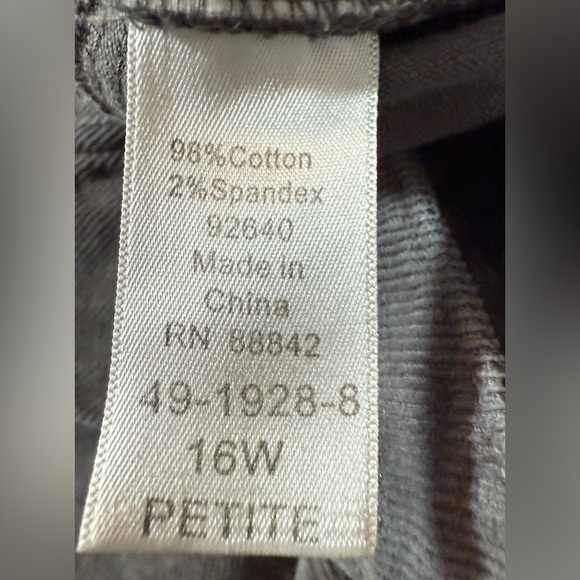 98%Cotton
2%Spandex
92640
Made in
China
RN 88842
49-1928-8
16W
PETITE